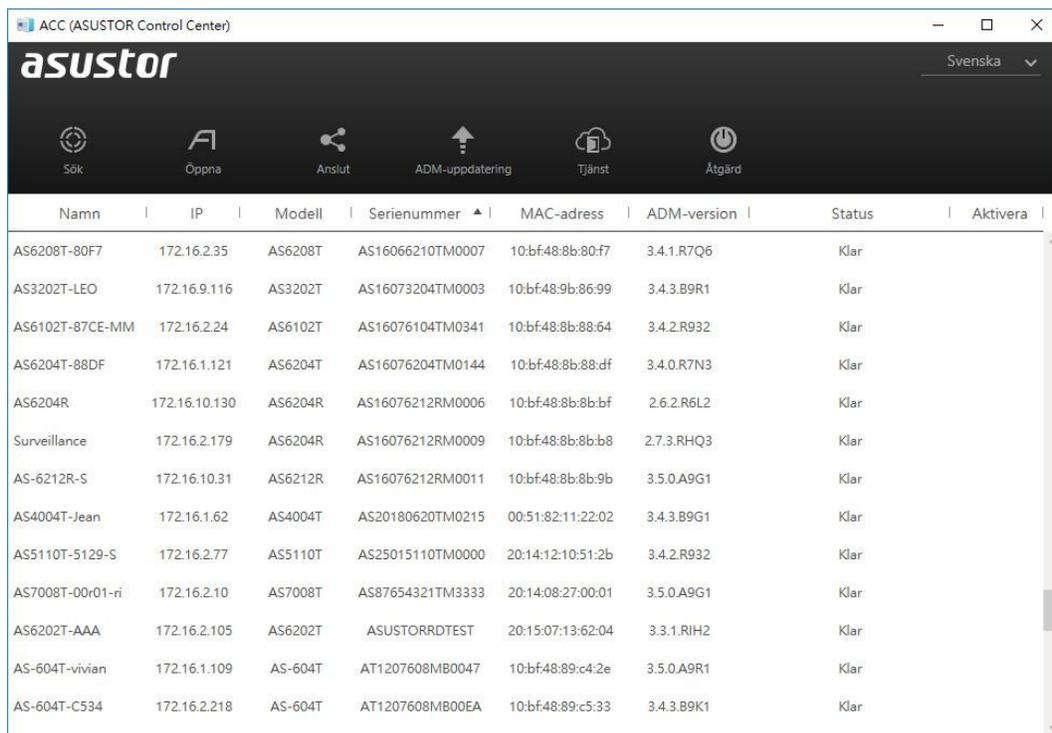 ACC (ASUSTOR Control Center)
asustor
Svenska
Sök Öppna Anslut ADM-uppdatering Tjänst Åtgärd
Namn IP Modell Serienummer MAC-adress ADM-version Status Aktivera
AS6208T-80F7 172.16.2.35 AS6208T AS16066210TM0007 10:bf:48:8b:80:f7 3.4.1.R7Q6 Klar
AS3202T-LEO 172.16.9.116 AS3202T AS16073204TM0003 10:bf:48:9b:86:99 3.4.3.B9R1 Klar
AS6102T-87CE-MM 172.16.2.24 AS6102T AS16076104TM0341 10:bf:48:8b:88:64 3.4.2.R932 Klar
AS6204T-88DF 172.16.1.121 AS6204T AS16076204TM0144 10:bf:48:8b:88:df 3.4.0.R7N3 Klar
AS6204R 172.16.10.130 AS6204R AS16076212RM0006 10:bf:48:8b:8b:bf 2.6.2.R6L2 Klar
Surveillance 172.16.2.179 AS6204R AS16076212RM0009 10:bf:48:8b:8b:b8 2.7.3.RHQ3 Klar
AS-6212R-S 172.16.10.31 AS6212R AS16076212RM0011 10:bf:48:8b:8b:9b 3.5.0.A9G1 Klar
AS4004T-Jean 172.16.1.62 AS4004T AS20180620TM0215 00:51:82:11:22:02 3.4.3.B9G1 Klar
AS5110T-5129-S 172.16.2.77 AS5110T AS25015110TM0000 20:14:12:10:51:2b 3.4.2.R932 Klar
AS7008T-00r01-ri 172.16.2.10 AS7008T AS87654321TM3333 20:14:08:27:00:01 3.5.0.A9G1 Klar
AS6202T-AAA 172.16.2.105 AS6202T ASUSTORRDTEST 20:15:07:13:62:04 3.3.1.RIH2 Klar
AS-604T-vivian 172.16.1.109 AS-604T AT1207608MB0047 10:bf:48:89:c4:2e 3.5.0.A9R1 Klar
AS-604T-C534 172.16.2.218 AS-604T AT1207608MB00EA 10:bf:48:89:c5:33 3.4.3.B9K1 Klar